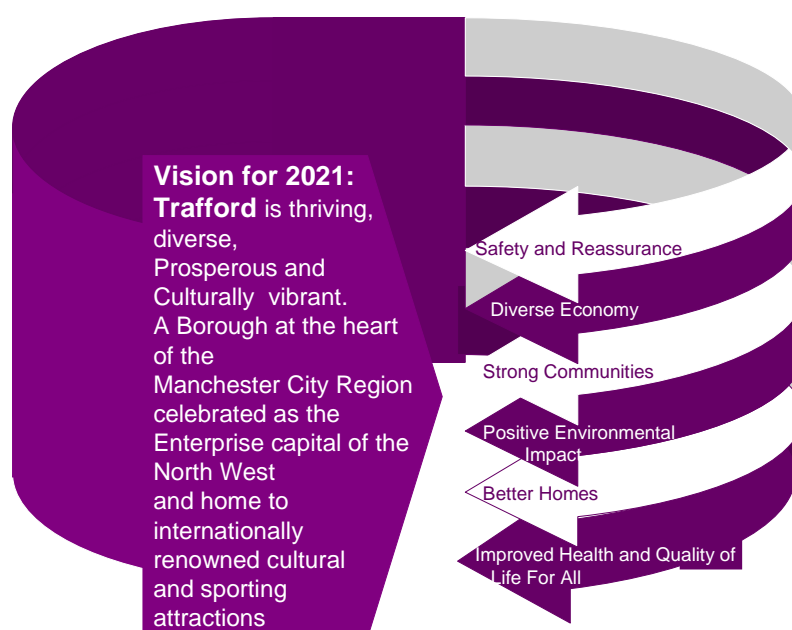 Vision for 2021:
Trafford is thriving,
diverse,
Prosperous and
Culturally  vibrant.
A Borough at the heart
of the
Manchester City Region
celebrated as the
Enterprise capital of the
North West
and home to
internationally
renowned cultural
and sporting
attractions
Safety and Reassurance
Diverse Economy
Strong Communities
Positive Environmental
Impact
Better Homes
Improved Health and Quality of
Life For All